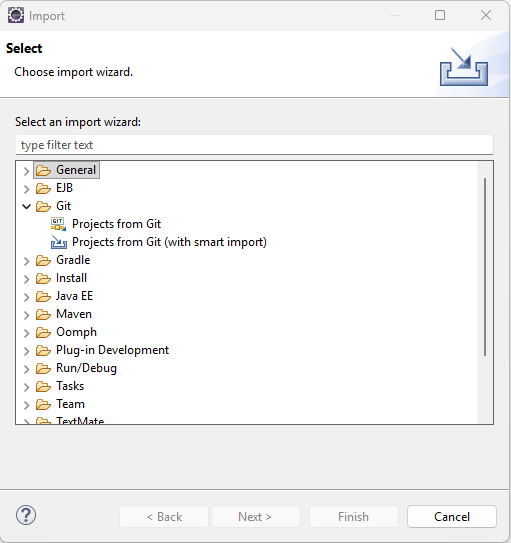 Import
Select
Choose import wizard.
Select an import wizard:
type filter text
General
EJB
Git
GIT
Projects from Git
Projects from Git (with smart import)
Gradle
Install
Java EE
Maven
Oomph
Plug-in Development
Run/Debug
Tasks
Team
TextMate
?
< Back
Next >
Finish
Cancel